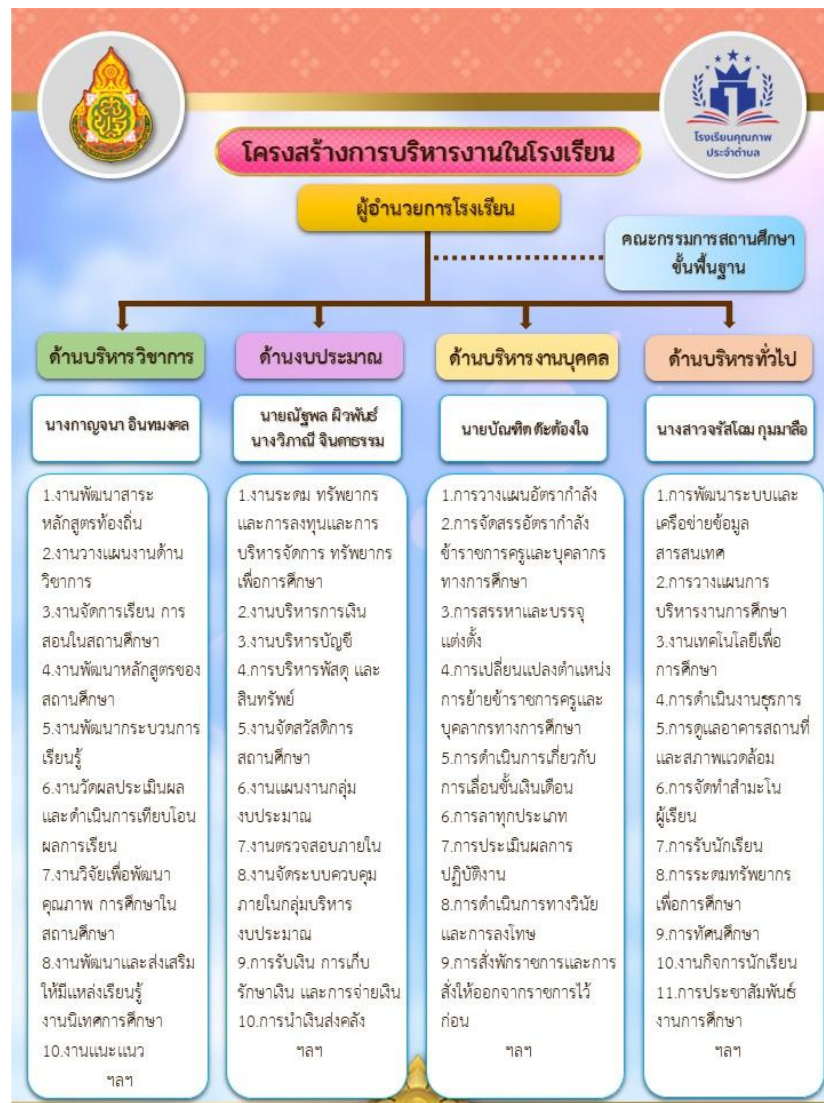 โรงเรียนคุณภาพ
ประจำตำบล
โครงสร้างการบริหารงานในโรงเรียน
ผู้อำนวยการโรงเรียน
คณะกรรมการสถานศึกษา
ขั้นพื้นฐาน
ด้านบริหารวิชาการ
ด้านงบประมาณ
ด้านบริหารงานบุคคล
ด้านบริหารทั่วไป
นางกาญจนา อินทมงคล
นายณัฐพล ผิวพันธ์
นางวิภาณี จินดาธรรม
นายบัณฑิต ต๊ะต้องใจ
นางสาวจรัสโฉม กุมมาลือ
1.งานพัฒนาสาระ
หลักสูตรท้องถิ่น
2.งานวางแผนงานด้าน
วิชาการ
3.งานจัดการเรียน การ
สอนในสถานศึกษา
4.งานพัฒนาหลักสูตรของ
สถานศึกษา
5.งานพัฒนากระบวนการ
เรียนรู้
6.งานวัดผลประเมินผล
และดำเนินการเทียบโอน
ผลการเรียน
7.งานวิจัยเพื่อพัฒนา
คุณภาพ การศึกษาใน
สถานศึกษา
8.งานพัฒนาและส่งเสริม
ให้มีแหล่งเรียนรู้
งานนิเทศการศึกษา
10.งานแนะแนว
ฯลฯ
1.งานระดม ทรัพยากร
และการลงทุนและการ
บริหารจัดการ ทรัพยากร
เพื่อการศึกษา
2.งานบริหารการเงิน
3.งานบริหารบัญชี
4.การบริหารพัสดุ และ
สินทรัพย์
5.งานจัดสวัสดิการ
สถานศึกษา
6.งานแผนงานกลุ่ม
งบประมาณ
7.งานตรวจสอบภายใน
8.งานจัดระบบควบคุม
ภายในกลุ่มบริหาร
งบประมาณ
9.การรับเงิน การเก็บ
รักษาเงิน และการจ่ายเงิน
10.การนำเงินส่งคลัง
ฯลฯ
1.การวางแผนอัตรากำลัง
2.การจัดสรรอัตรากำลัง
ข้าราชการครูและบุคลากร
ทางการศึกษา
3.การสรรหาและบรรจุ
แต่งตั้ง
4.การเปลี่ยนแปลงตำแหน่ง
การย้ายข้าราชการครูและ
บุคลากรทางการศึกษา
5.การดำเนินการเกี่ยวกับ
การเลื่อนขั้นเงินเดือน
6.การลาทุกประเภท
7.การประเมินผลการ
ปฏิบัติงาน
8.การดำเนินการทางวินัย
และการลงโทษ
9.การสั่งพักราชการและการ
สั่งให้ออกจากราชการไว้
ก่อน
ฯลฯ
1.การพัฒนาระบบและ
เครือข่ายข้อมูล
สารสนเทศ
2.การวางแผนการ
บริหารงานการศึกษา
3.งานเทคโนโลยีเพื่อ
การศึกษา
4.การดำเนินงานธุรการ
5.การดูแลอาคารสถานที่
และสภาพแวดล้อม
6.การจัดทำสำมะโน
ผู้เรียน
7.การรับนักเรียน
8.การระดมทรัพยากร
เพื่อการศึกษา
9.การทัศนศึกษา
10.งานกิจการนักเรียน
11.การประชาสัมพันธ์
งานการศึกษา
ฯลฯ